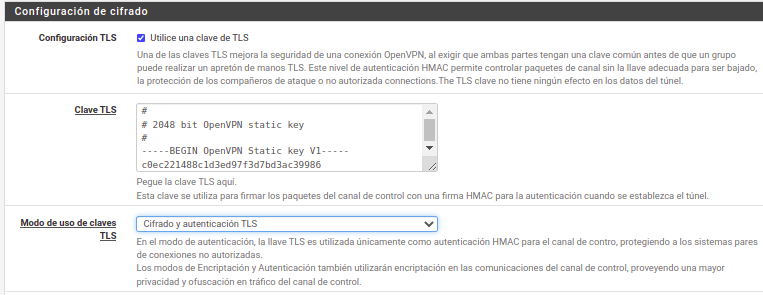 Configuración de cifrado
Configuración TLS
Utilice una clave de TLS
Una de las claves TLS mejora la seguridad de una conexión OpenVPN, al exigir que ambas partes tengan una clave común antes de que un grupo
puede realizar un apretón de manos TLS. Este nivel de autenticación HMAC permite controlar paquetes de canal sin la llave adecuada para ser bajado,
la protección de los compañeros de ataque o no autorizada connections.The TLS clave no tiene ningún efecto en los datos del túnel.
Clave TLS
#
# 2048 bit OpenVPN static key
#
-----BEGIN OpenVPN Static key V1-----
c0ec221488c1d3ed97f3d7bd3ac39986
Pegue la clave TLS aquí.
Esta clave se utiliza para firmar los paquetes del canal de control con una firma HMAC para la autenticación cuando se establezca el túnel.
Modo de uso de claves
TLS
Cifrado y autenticación TLS
En el modo de autenticación, la llave TLS es utilizada únicamente como autenticación HMAC para el canal de contro, protegiendo a los sistemas pares
de conexiones no autorizadas.
Los modos de Encriptación y Autenticación también utilizarán encriptación en las comunicaciones del canal de control, proveyendo una mayor
privacidad y ofuscación en tráfico del canal de control.